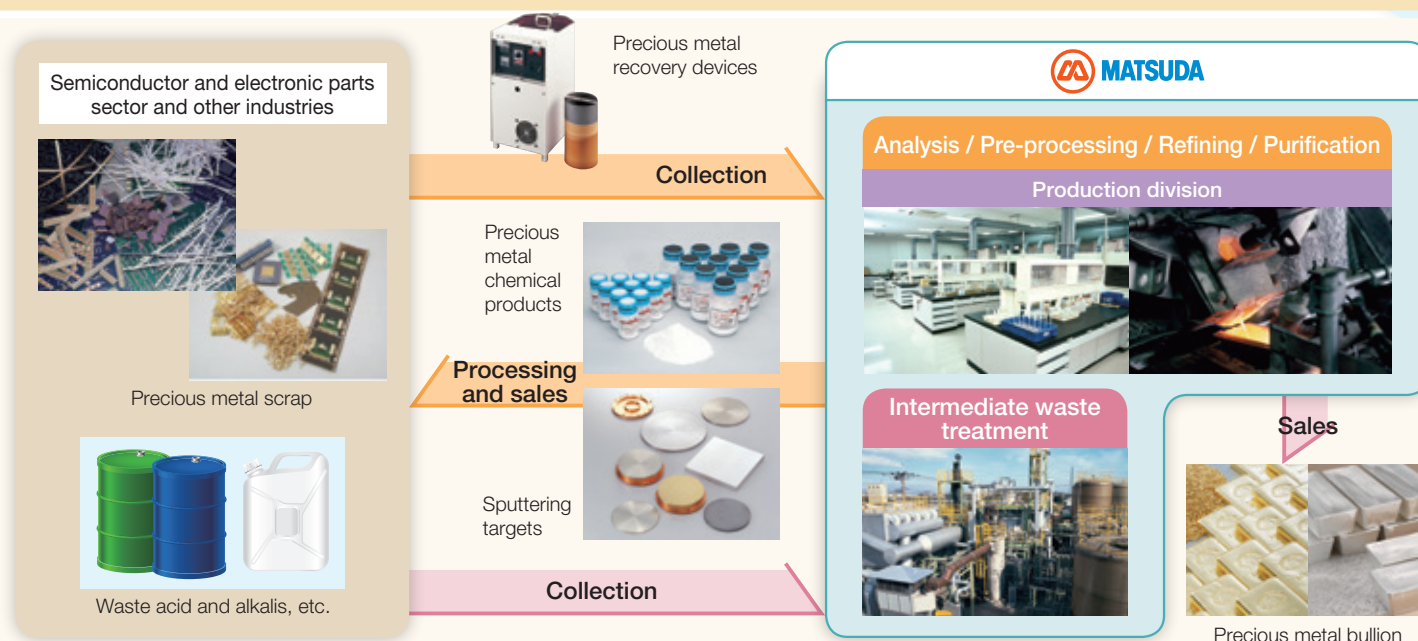 Semiconductor and electronic parts
sector and other industries
Precious metal scrap
Waste acid and alkalis, etc.
Precious metal
recovery devices
Collection
Precious
metal
chemical
products
Processing
and sales
Sputtering
targets
Collection
MATSUDA
Analysis / Pre-processing / Refining / Purification
Production division
Intermediate waste
treatment
Sales
Precious metal bullion